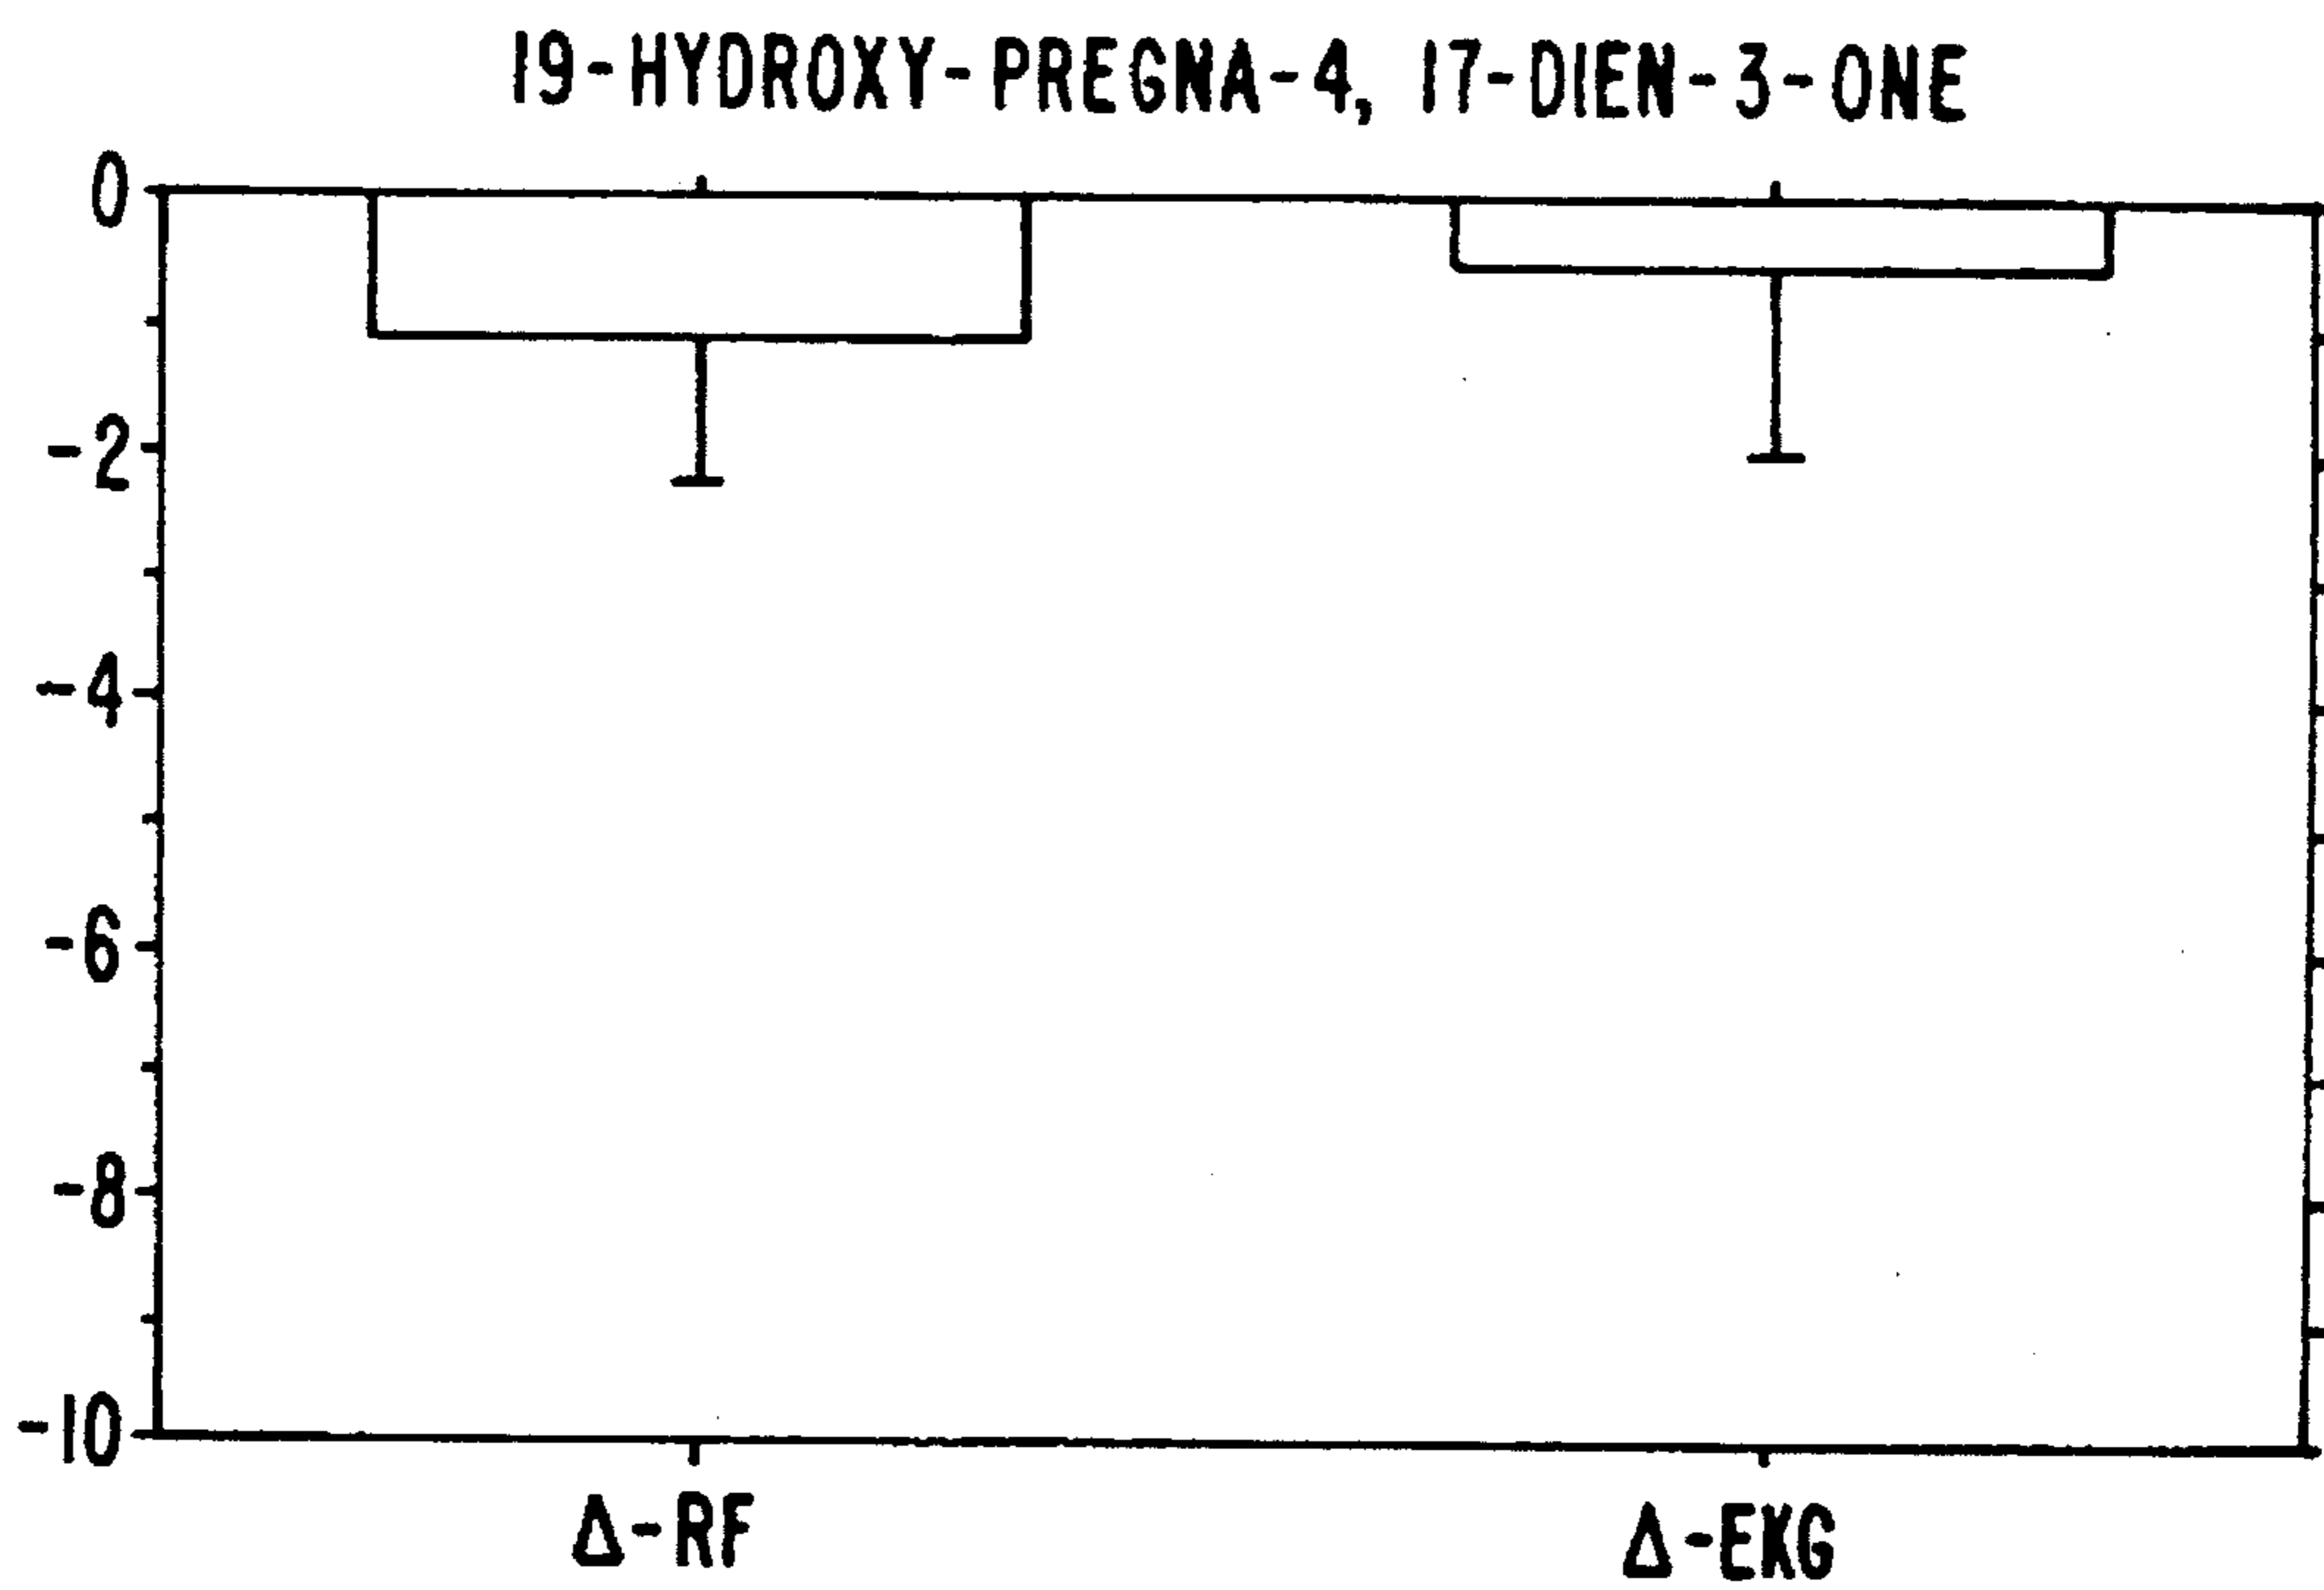 19-HYDROXY-PREGNA-4, 17-DIEN-3-ONE
0
-2
-4
-6
-8
-10
Δ-RF
Δ-EKG